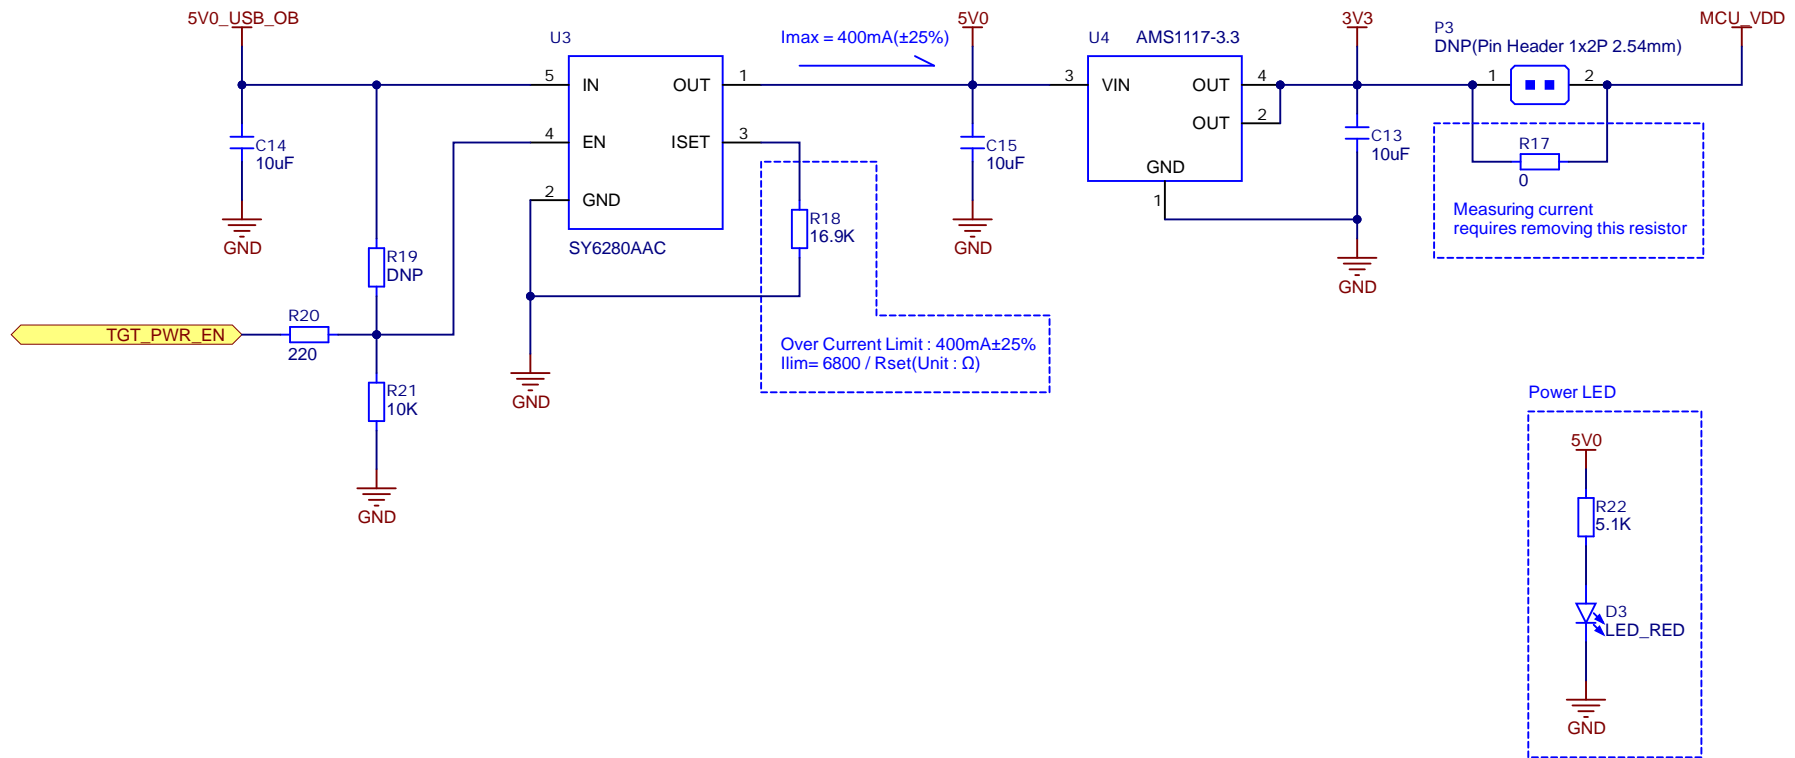 5V0_USB_OB
U3
Imax = 400mA(±25%)
5V0
U4 AMS1117-3.3
3V3
P3
DNP(Pin Header 1x2P 2.54mm)
MCU_VDD
5 IN
OUT 1
4 EN
ISET 3
2 GND
SY6280AAC
C14
10uF
GND
C15
10uF
GND
3 VIN
OUT 4
OUT 2
GND
1
C13
10uF
GND
1 2
R17
0
Measuring current
requires removing this resistor
R18
16.9K
R19
DNP
TGT_PWR_EN
R20
220
R21
10K
GND
GND
Over Current Limit : 400mA±25%
Ilim= 6800 / Rset(Unit : Ω)
Power LED
5V0
R22
5.1K
D3
LED_RED
GND